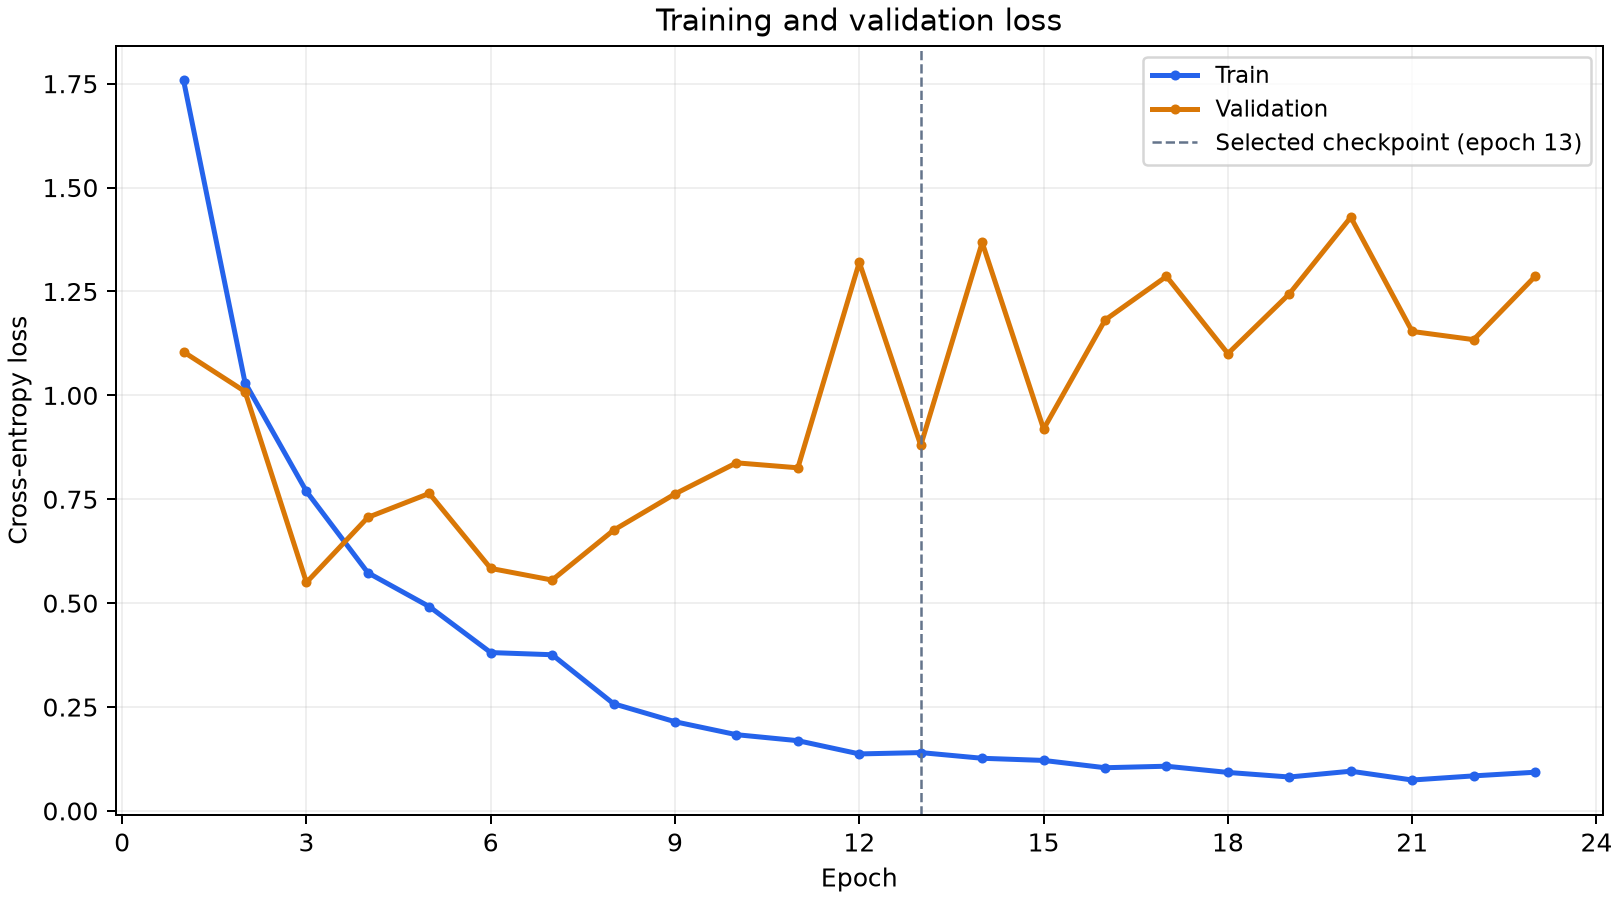 Training and validation loss
Train
Validation
Selected checkpoint (epoch 13)
Cross-entropy loss
1.75
1.50
1.25
1.00
0.75
0.50
0.25
0.00
0 3 6 9 12 15 18 21 24
Epoch